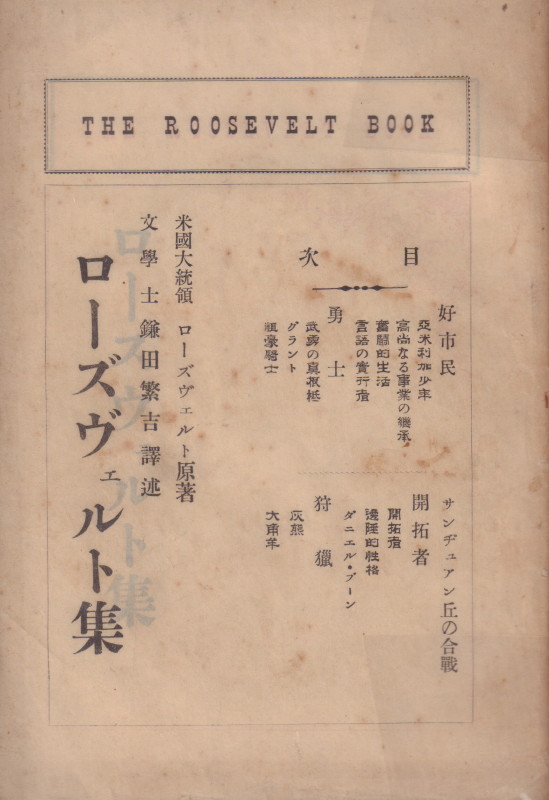 THE ROOSEVELT BOOK
目次
好市民
亞米利加少年
高尚なる事業の繼承
奮鬪的生活
言語の實行者
勇士
武勇の眞根柢
グラント
粗豪騎士
サンヂュアン丘の合戰
開拓者
開拓者
邊陲的性格
ダニエル・ブーン
狩獵
灰熊
大角羊
米國大統領 ローズヴェルト原著
文學士鎌田繁吉譯述
ローズヴェルト集